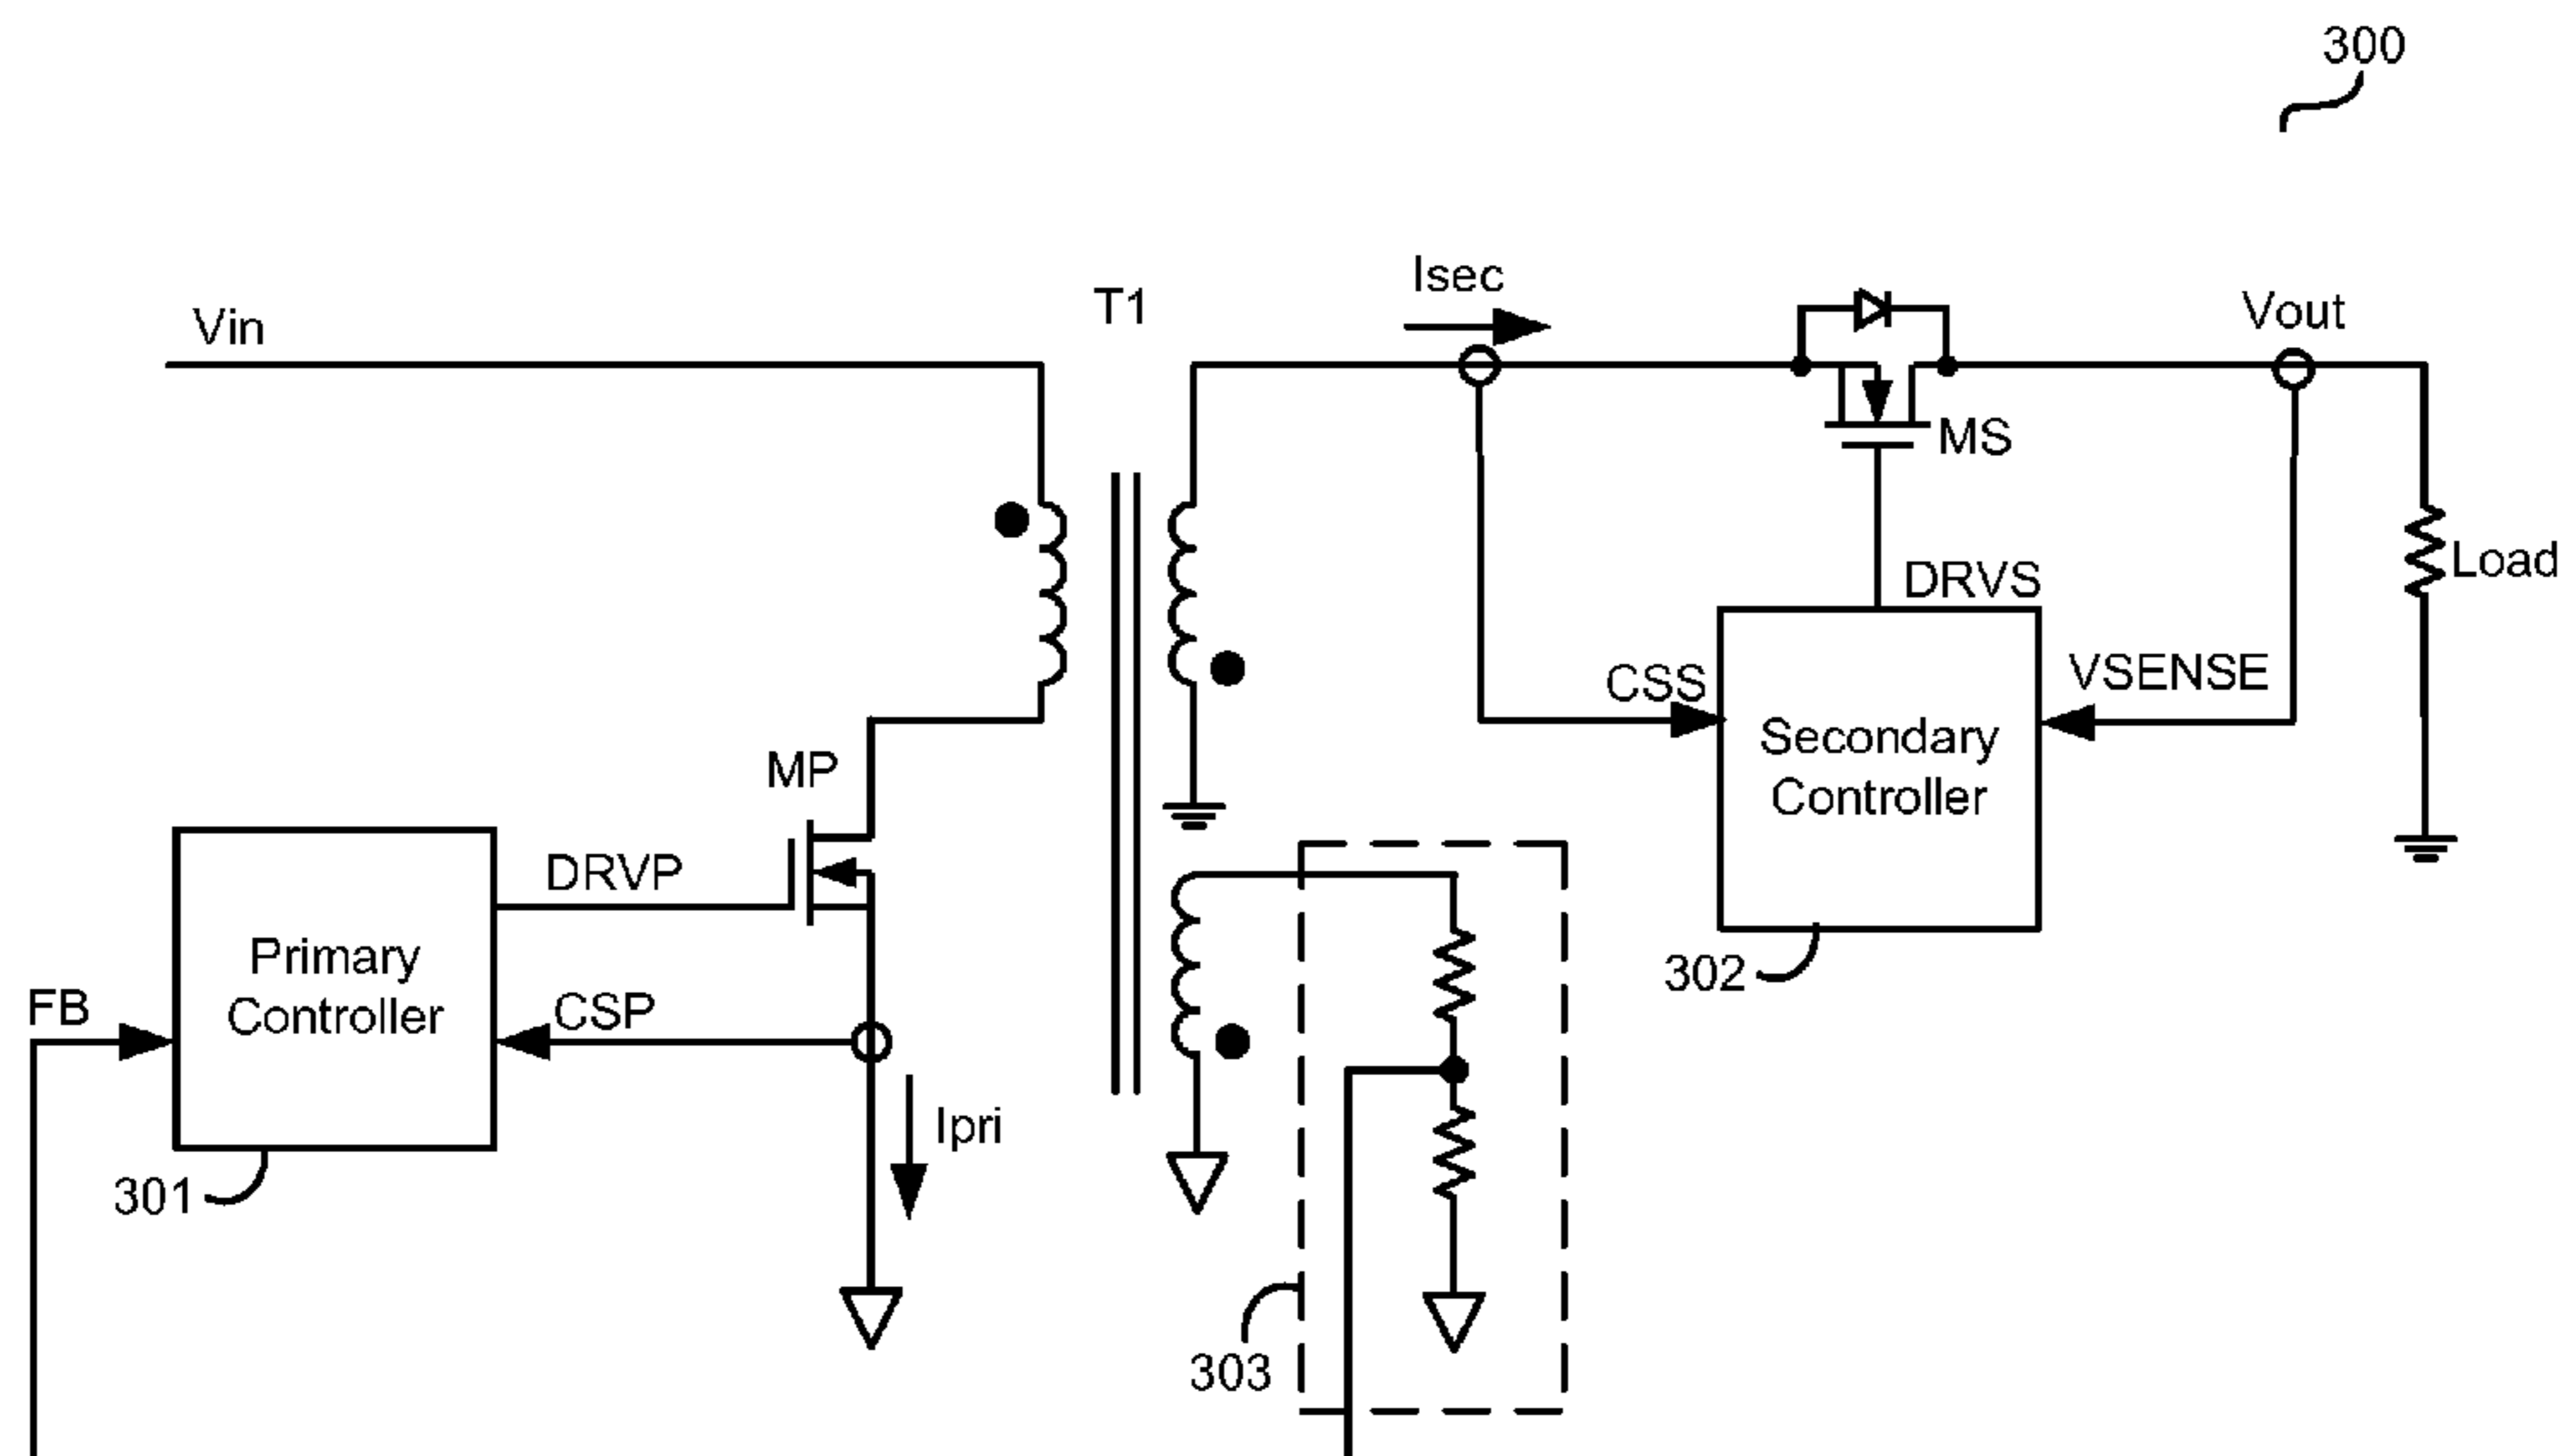 300
Isec
T1
Vin
Vout
MS
Load
DRVS
CSS
VSENSE
Secondary
Controller
MP
DRVP
Primary
Controller
FB
CSP
302
Ipri
301
303